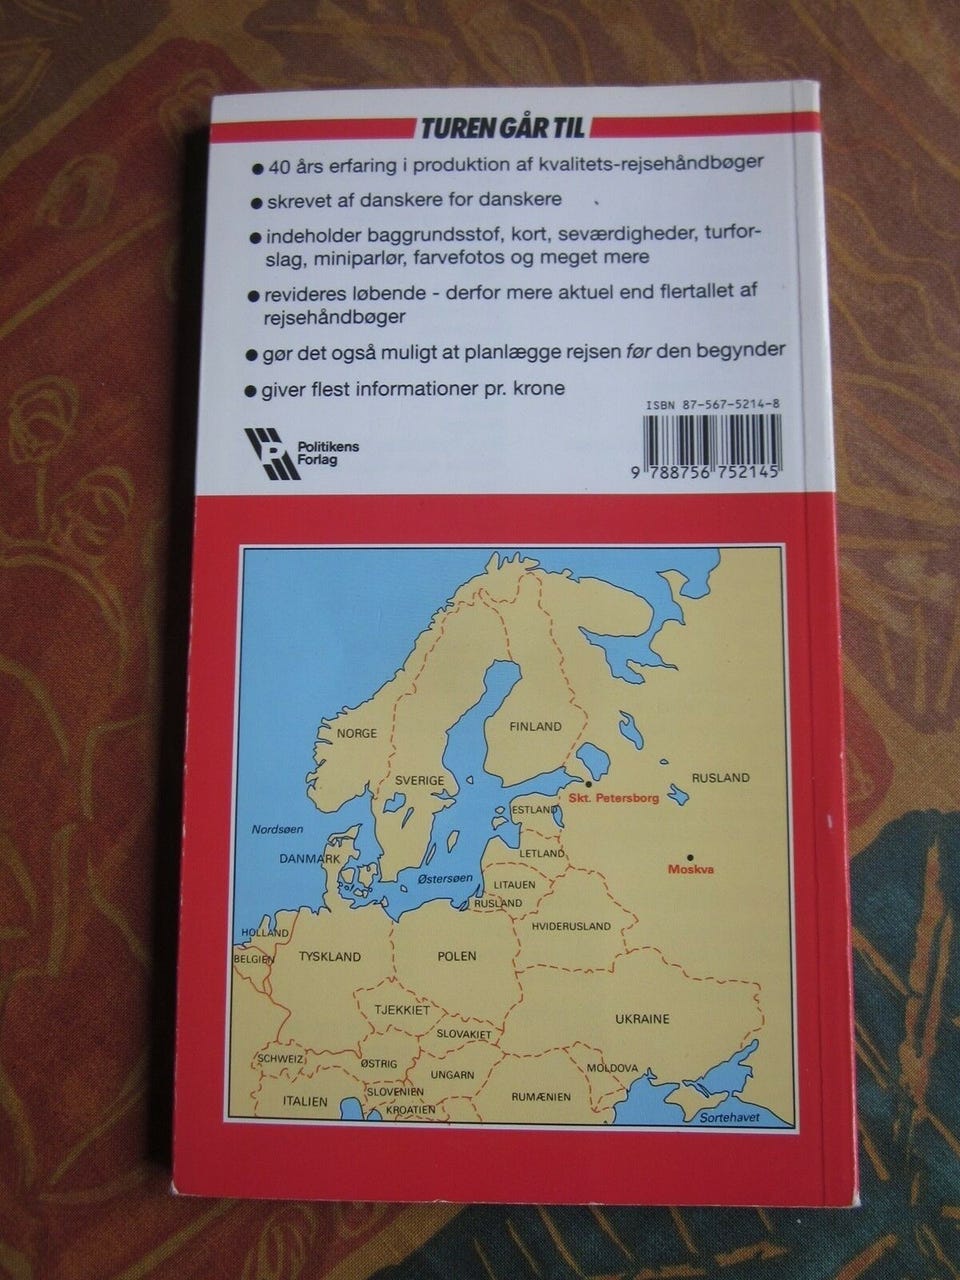 TUREN GÅR TIL
● 40 års erfaring i produktion af kvalitets-rejsehåndbøger
● skrevet af danskere for danskere
● indeholder baggrundsstof, kort, seværdigheder, turfor-
slag, miniparlør, farvefotos og meget mere
● revideres løbende - derfor mere aktuel end flertallet af
rejsehåndbøger
● gør det også muligt at planlægge rejsen før den begynder
● giver flest informationer pr. krone
ISBN 87-567-5214-8
9 788756 752145
P
Politikens
Forlag
NORGE
FINLAND
SVERIGE
RUSLAND
Skt. Petersborg
ESTLAND
Nordsøen
DANMARK
LETLAND
Moskva
Østersøen
LITAUEN
RUSLAND
HOLLAND
HVIDERUSLAND
BELGIEN
TYSKLAND
POLEN
TJEKKIET
UKRAINE
SLOVAKIET
SCHWEIZ
ØSTRIG
MOLDOVA
UNGARN
SLOVENIEN
ITALIEN
KROATIEN
RUMÆNIEN
Sortehavet